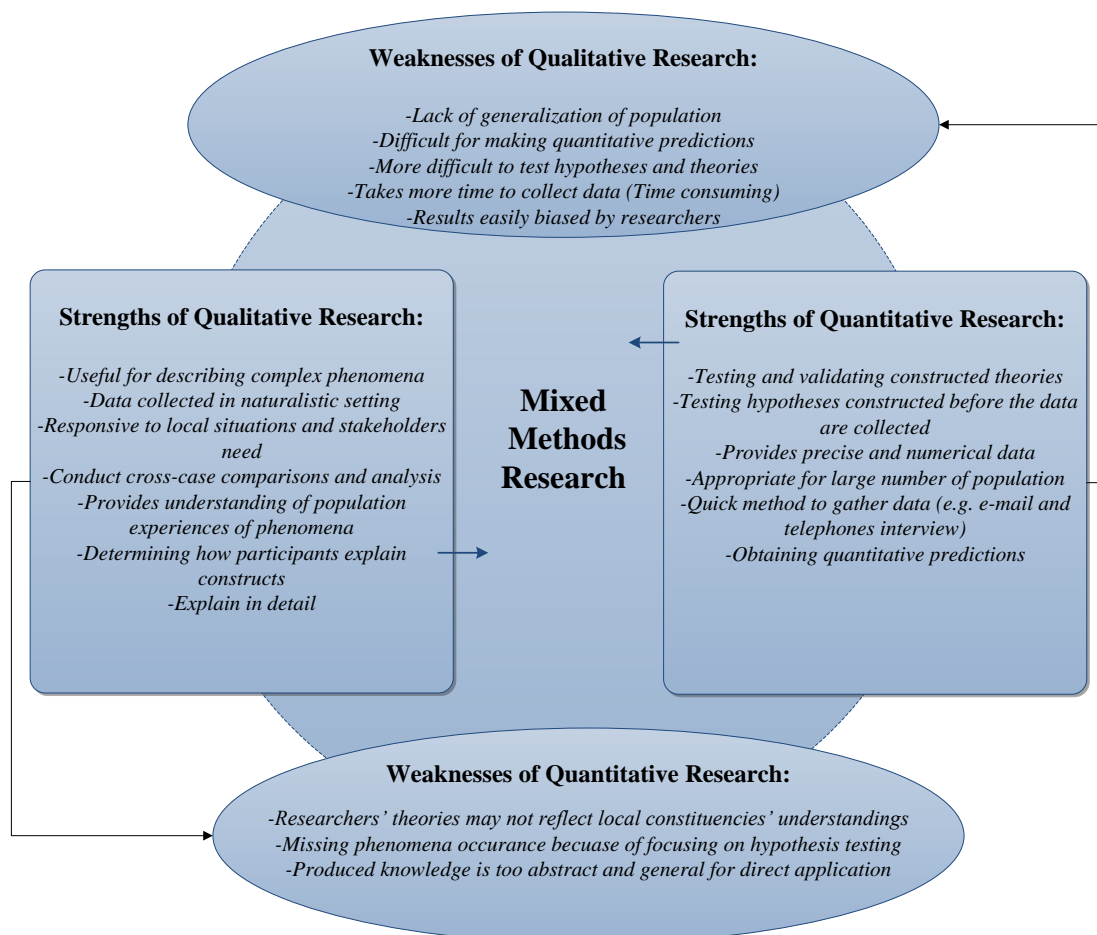 Weaknesses of Qualitative Research:
-Lack of generalization of population
-Difficult for making quantitative predictions
-More difficult to test hypotheses and theories
-Takes more time to collect data (Time consuming)
-Results easily biased by researchers
Strengths of Qualitative Research:
-Useful for describing complex phenomena
-Data collected in naturalistic setting
-Responsive to local situations and stakeholders
need
-Conduct cross-case comparisons and analysis
-Provides understanding of population
experiences of phenomena
-Determining how participants explain
constructs
-Explain in detail
Mixed
Methods
Research
Strengths of Quantitative Research:
-Testing and validating constructed theories
-Testing hypotheses constructed before the data
are collected
-Provides precise and numerical data
-Appropriate for large number of population
-Quick method to gather data (e.g. e-mail and
telephones interview)
-Obtaining quantitative predictions
Weaknesses of Quantitative Research:
-Researchers’ theories may not reflect local constituencies’ understandings
-Missing phenomena occurance becuase of focusing on hypothesis testing
-Produced knowledge is too abstract and general for direct application